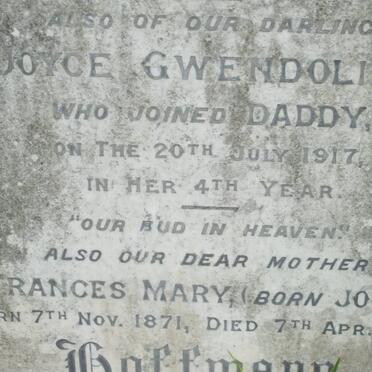 ALSO OF OUR DARLING
JOYCE GWENDOLI
WHO JOINED DADDY,
ON THE 20TH JULY 1917,
IN HER 4TH YEAR.
"OUR BUD IN HEAVEN."
ALSO OUR DEAR MOTHER
RANCES MARY, (BORN JO
RN 7TH NOV. 1871, DIED 7TH APR.
Hoffmann